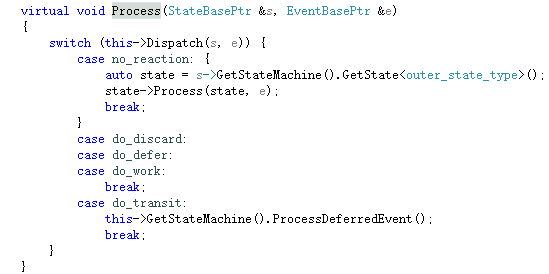 virtual void Process(StateBasePtr &s, EventBasePtr &e)
{
    switch (this->Dispatch(s, e)) {
        case no_reaction: {
            auto state = s->GetStateMachine().GetState<outer_state_type>();
            state->Process(state, e);
            break;
        }
        case do_discard:
        case do_defer:
        case do_work:
            break;
        case do_transit:
            this->GetStateMachine().ProcessDeferredEvent();
            break;
    }
}